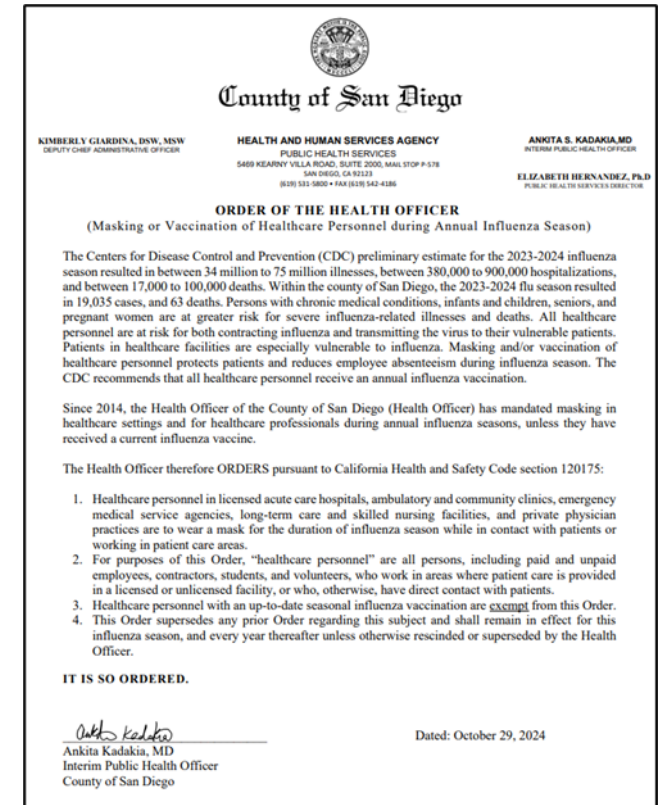 County of San Diego
KIMBERLY GIARDINA, DSW, MSW
DEPUTY CHIEF ADMINISTRATIVE OFFICER
HEALTH AND HUMAN SERVICES AGENCY
PUBLIC HEALTH SERVICES
5469 KEARNY VILLA ROAD, SUITE 2000, MAIL STOP P-578
SAN DIEGO, CA 92123
(619) 531-5800 • FAX (619) 542-4186
ANKITA S. KADAKIA,MD
INTERIM PUBLIC HEALTH OFFICER
ELIZABETH HERNANDEZ, Ph.D
PUBLIC HEALTH SERVICES DIRECTOR
ORDER OF THE HEALTH OFFICER
(Masking or Vaccination of Healthcare Personnel during Annual Influenza Season)
The Centers for Disease Control and Prevention (CDC) preliminary estimate for the 2023-2024 influenza
season resulted in between 34 million to 75 million illnesses, between 380,000 to 900,000 hospitalizations,
and between 17,000 to 100,000 deaths. Within the county of San Diego, the 2023-2024 flu season resulted
in 19,035 cases, and 63 deaths. Persons with chronic medical conditions, infants and children, seniors, and
pregnant women are at greater risk for severe influenza-related illnesses and deaths. All healthcare
personnel are at risk for both contracting influenza and transmitting the virus to their vulnerable patients.
Patients in healthcare facilities are especially vulnerable to influenza. Masking and/or vaccination of
healthcare personnel protects patients and reduces employee absenteeism during influenza season. The
CDC recommends that all healthcare personnel receive an annual influenza vaccination.
Since 2014, the Health Officer of the County of San Diego (Health Officer) has mandated masking in
healthcare settings and for healthcare professionals during annual influenza seasons, unless they have
received a current influenza vaccine.
The Health Officer therefore ORDERS pursuant to California Health and Safety Code section 120175:
1. Healthcare personnel in licensed acute care hospitals, ambulatory and community clinics, emergency
medical service agencies, long-term care and skilled nursing facilities, and private physician
practices are to wear a mask for the duration of influenza season while in contact with patients or
working in patient care areas.
2. For purposes of this Order, “healthcare personnel” are all persons, including paid and unpaid
employees, contractors, students, and volunteers, who work in areas where patient care is provided
in a licensed or unlicensed facility, or who, otherwise, have direct contact with patients.
3. Healthcare personnel with an up-to-date seasonal influenza vaccination are exempt from this Order.
4. This Order supersedes any prior Order regarding this subject and shall remain in effect for this
influenza season, and every year thereafter unless otherwise rescinded or superseded by the Health
Officer.
IT IS SO ORDERED.
Ankita Kadakia, MD
Interim Public Health Officer
County of San Diego
Dated: October 29, 2024